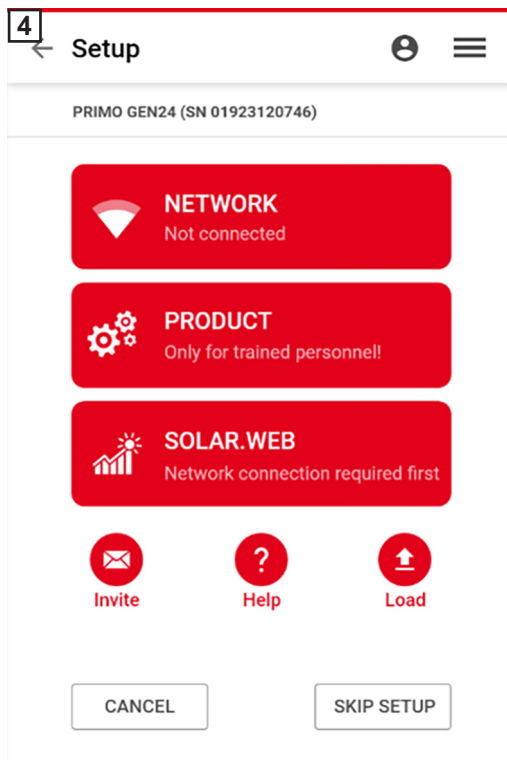 4
Setup
PRIMO GEN24 (SN 01923120746)
NETWORK
Not connected
PRODUCT
Only for trained personnel!
SOLAR.WEB
Network connection required first
?
Invite Help Load
CANCEL SKIP SETUP